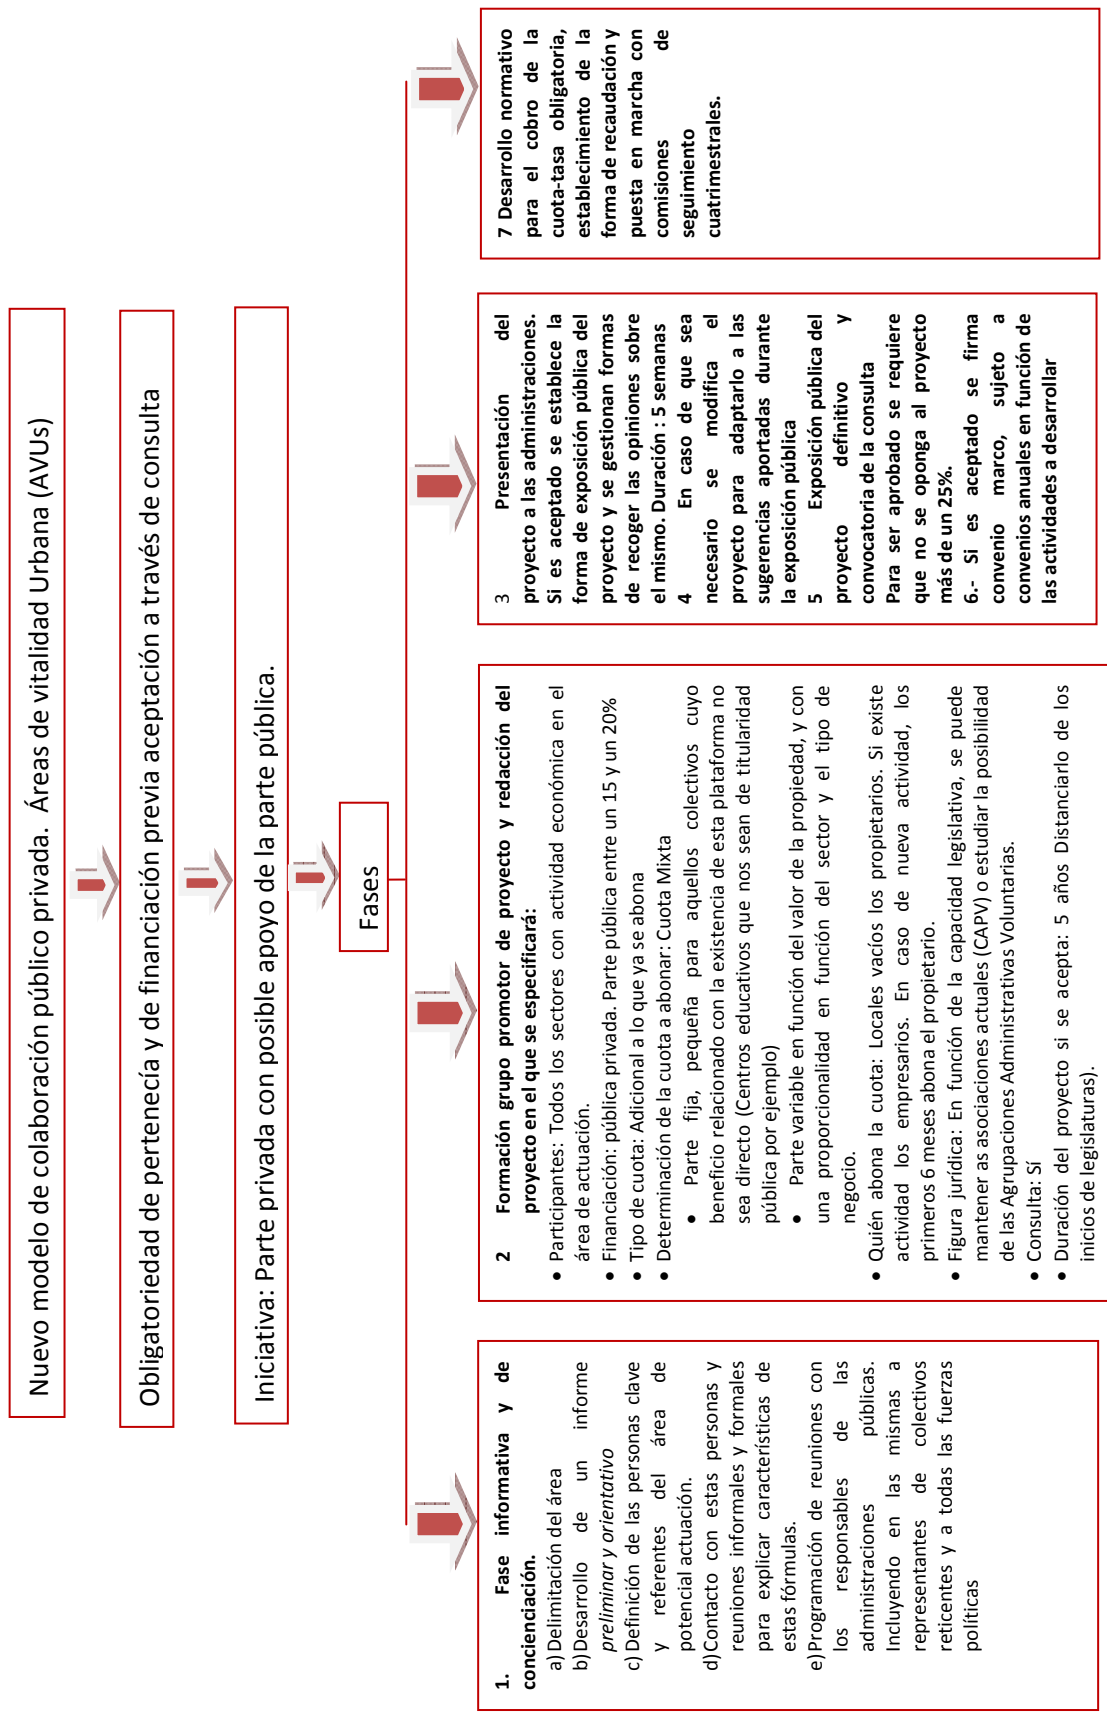 Nuevo modelo de colaboración público privada. Áreas de vitalidad Urbana (AVUs)
Obligatoriedad de pertenecía y de financiación previa aceptación a través de consulta
Iniciativa: Parte privada con posible apoyo de la parte pública.
Fases
1. Fase informativa y de
concienciación.
a) Delimitación del área
b) Desarrollo de un informe
preliminar y orientativo
c) Definición de las personas clave
y referentes del área de
potencial actuación.
d) Contacto con estas personas y
reuniones informales y formales
para explicar características de
estas fórmulas.
e) Programación de reuniones con
los responsables de las
administraciones públicas.
Incluyendo en las mismas a
representantes de colectivos
reticentes y a todas las fuerzas
políticas
2 Formación grupo promotor de proyecto y redacción del
proyecto en el que se especificará:
• Participantes: Todos los sectores con actividad económica en el
área de actuación.
• Financiación: pública privada. Parte pública entre un 15 y un 20%
• Tipo de cuota: Adicional a lo que ya se abona
• Determinación de la cuota a abonar: Cuota Mixta
• Parte fija, pequeña para aquellos colectivos cuyo
beneficio relacionado con la existencia de esta plataforma no
sea directo (Centros educativos que nos sean de titularidad
pública por ejemplo)
• Parte variable en función del valor de la propiedad, y con
una proporcionalidad en función del sector y el tipo de
negocio.
• Quién abona la cuota: Locales vacíos los propietarios. Si existe
actividad los empresarios. En caso de nueva actividad, los
primeros 6 meses abona el propietario.
• Figura jurídica: En función de la capacidad legislativa, se puede
mantener as asociaciones actuales (CAPV) o estudiar la posibilidad
de las Agrupaciones Administrativas Voluntarias.
• Consulta: Sí
• Duración del proyecto si se acepta: 5 años Distanciarlo de los
inicios de legislaturas).
3 Presentación del
proyecto a las administraciones.
Si es aceptado se establece la
forma de exposición pública del
proyecto y se gestionan formas
de recoger las opiniones sobre
el mismo. Duración : 5 semanas
4 En caso de que sea
necesario se modifica el
proyecto para adaptarlo a las
sugerencias aportadas durante
la exposición pública
5 Exposición pública del
proyecto definitivo y
convocatoria de la consulta
Para ser aprobado se requiere
que no se oponga al proyecto
más de un 25%.
6.- Si es aceptado se firma
convenio marco, sujeto a
convenios anuales en función de
las actividades a desarrollar
7 Desarrollo normativo
para el cobro de la
cuota-tasa obligatoria,
establecimiento de la
forma de recaudación y
puesta en marcha con
comisiones de
seguimiento
cuatrimestrales.